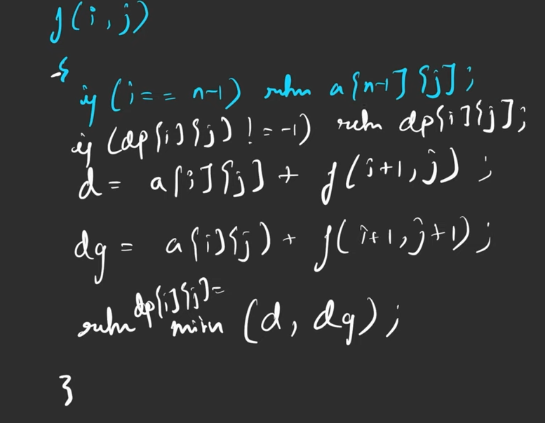 f(i,j)
{
if (i== n-1) return a[n-1][j];
if (dp[i][j] != -1) return dp[i][j];
d = a[i][j] + f(i+1,j);
dg = a[i][j] + f(i+1,j+1);
return dp[i][j]= min (d, dg);
}